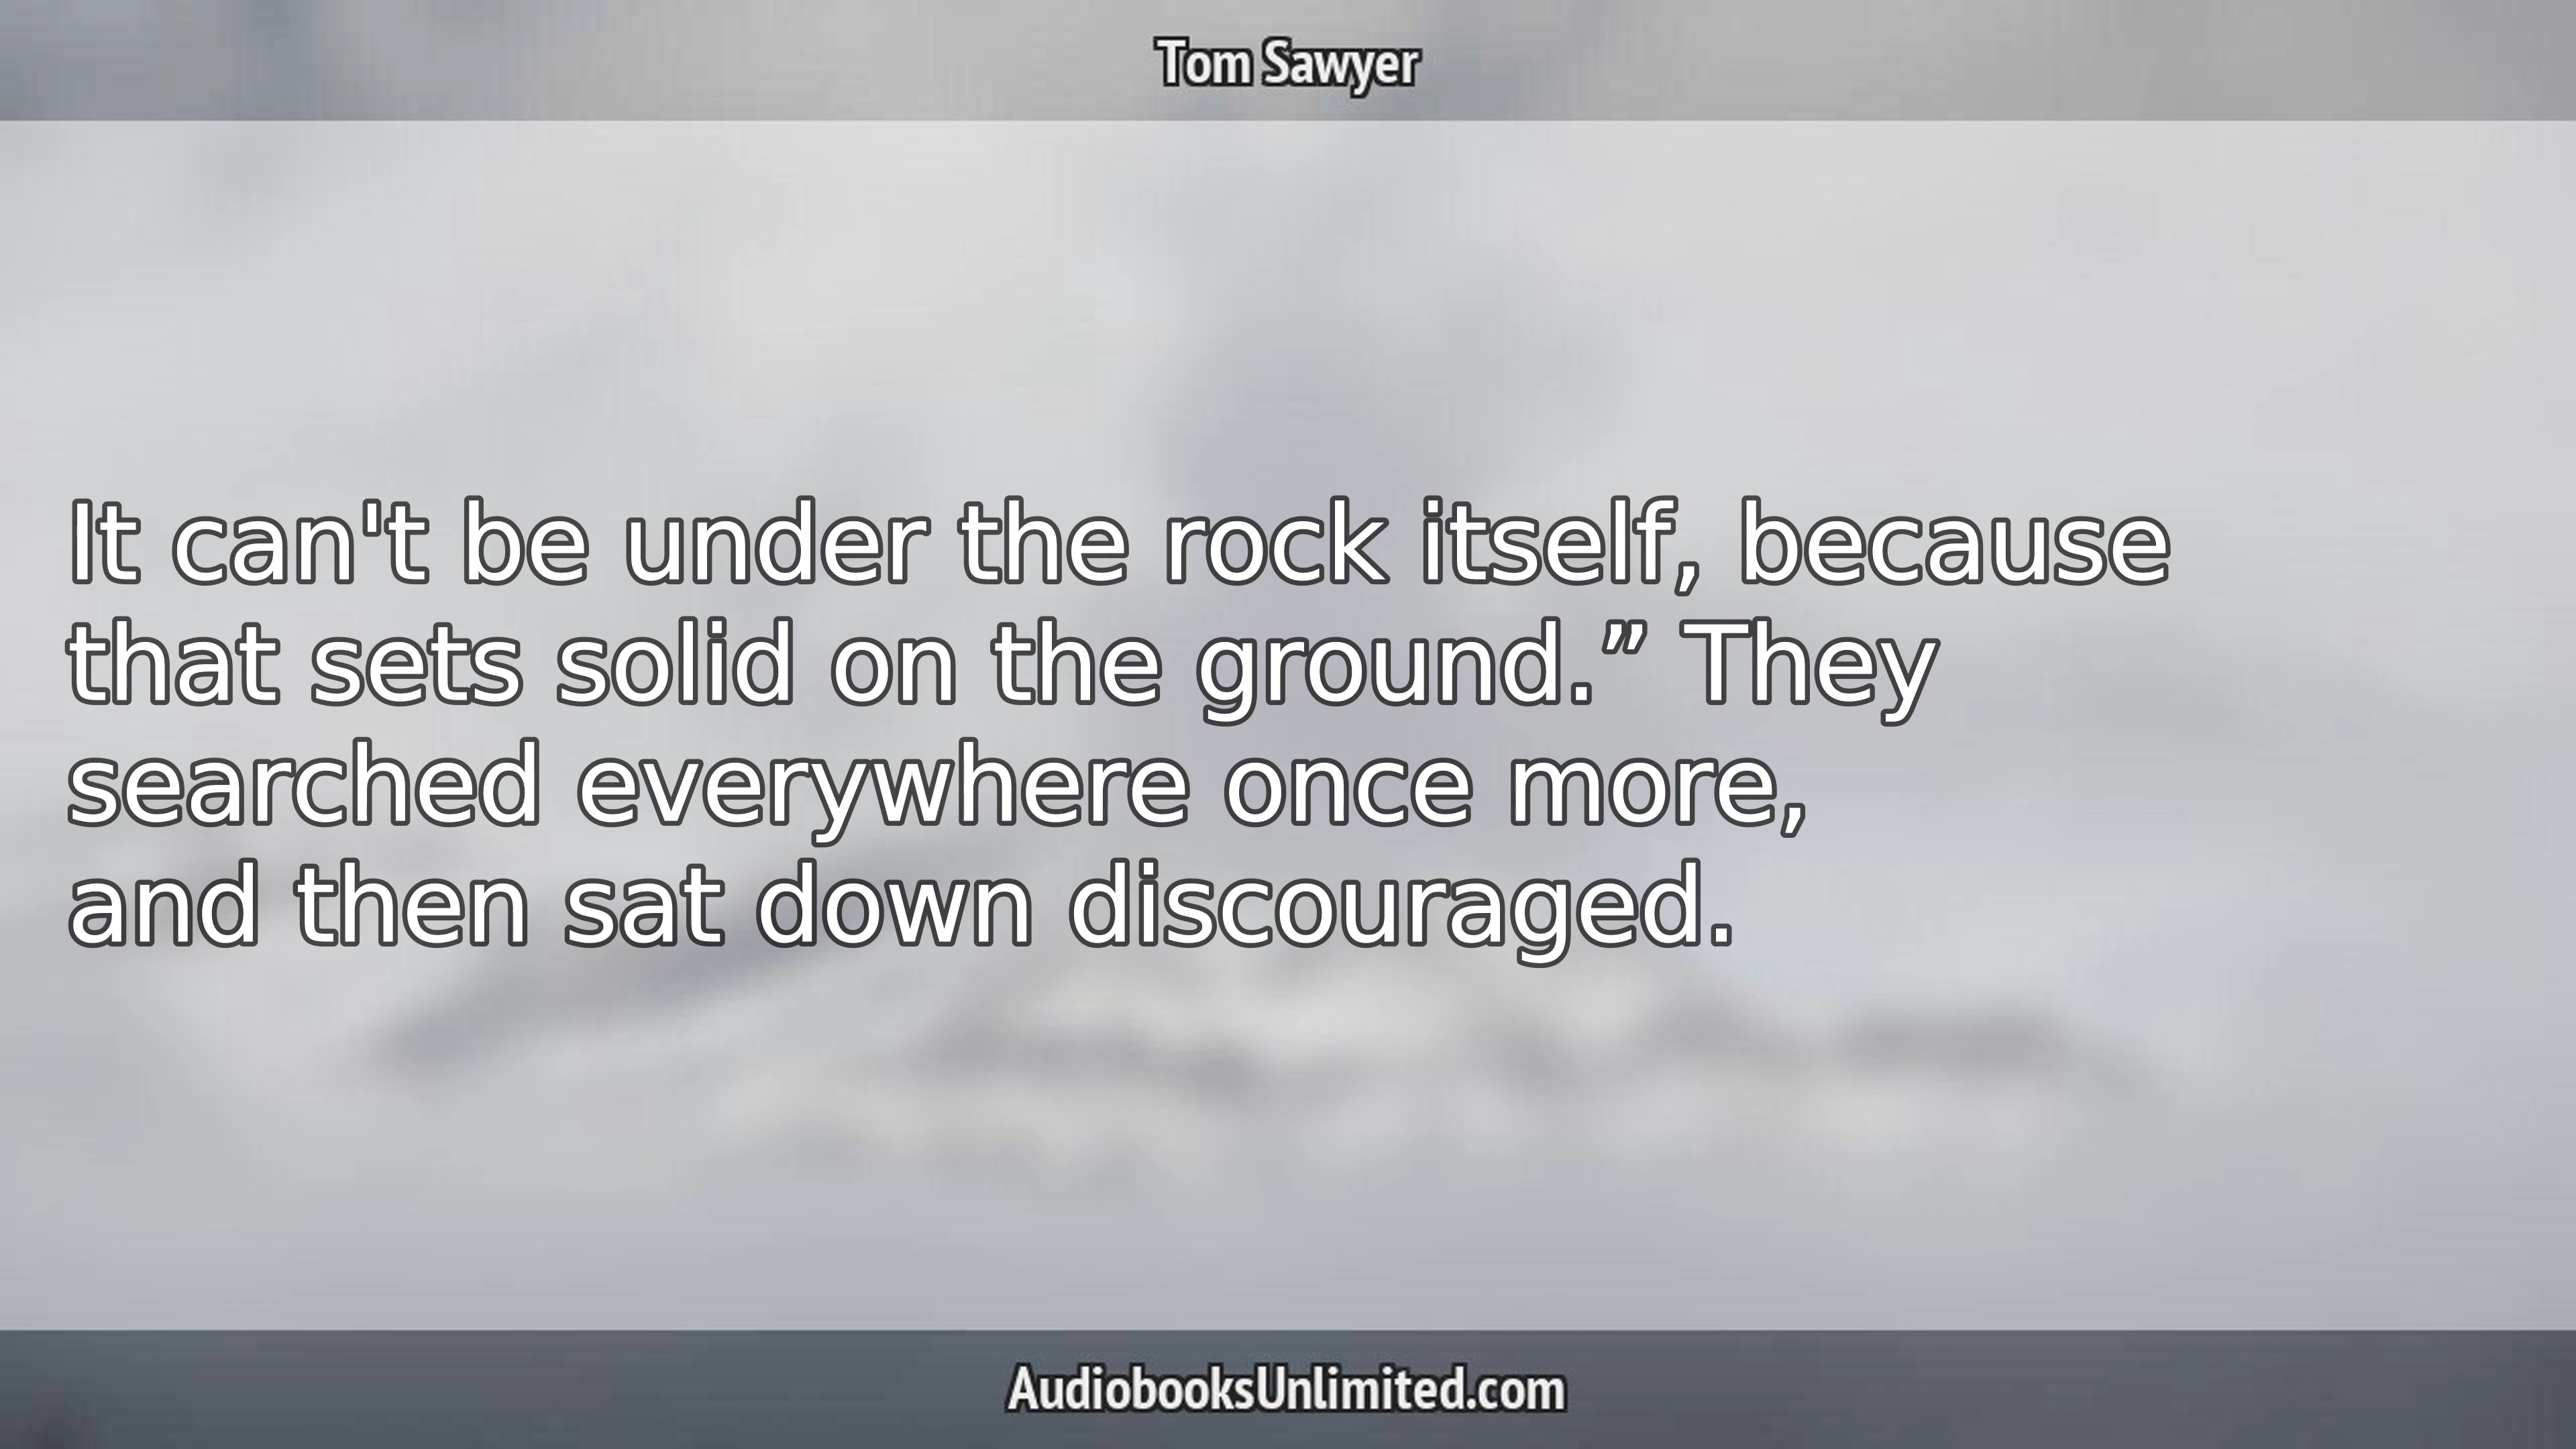 Tom Sawyer
It can't be under the rock itself, because
that sets solid on the ground.” They
searched everywhere once more,
and then sat down discouraged.
AudiobooksUnlimited.com